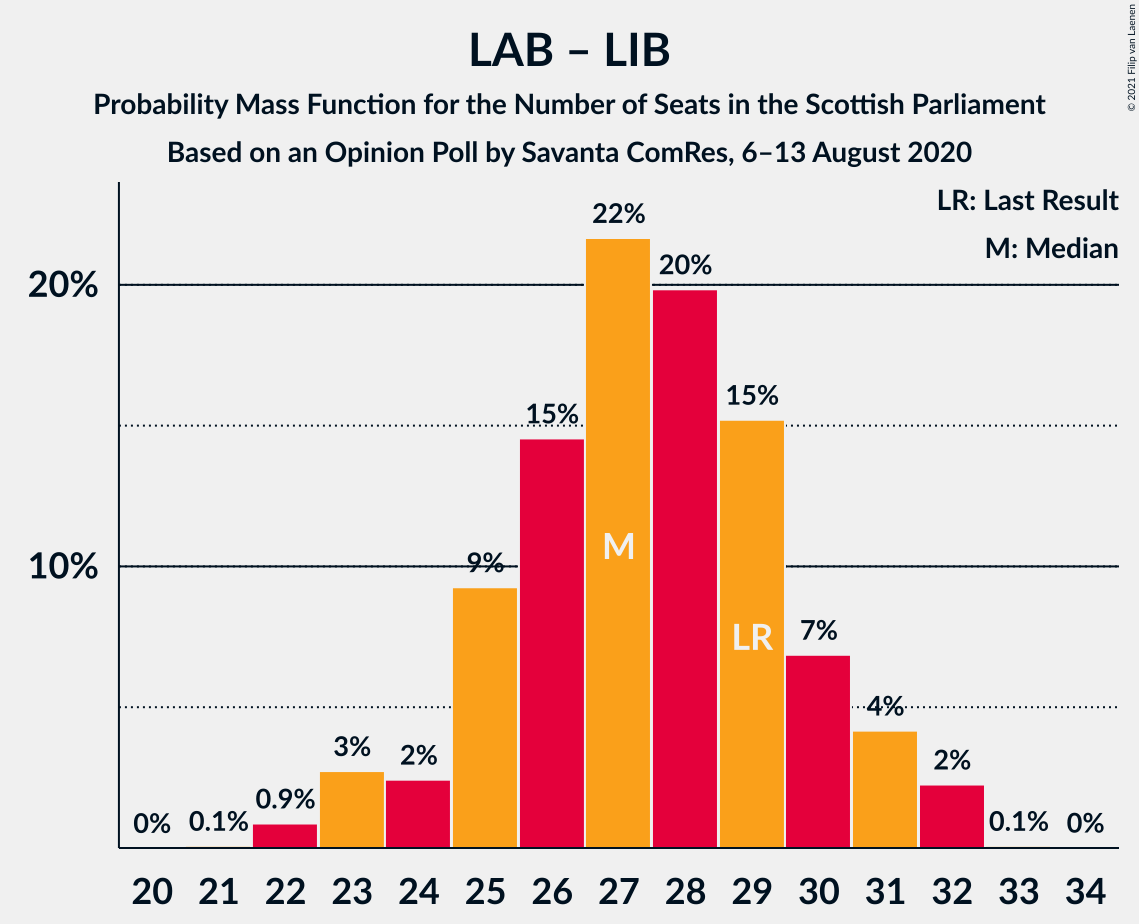 LAB – LIB
Probability Mass Function for the Number of Seats in the Scottish Parliament
Based on an Opinion Poll by Savanta ComRes, 6–13 August 2020
© 2021 Filip van Laenen
LR: Last Result
M: Median
20%
10%
0%
0.1%
0.9%
3%
2%
9%
15%
22%
20%
15%
7%
4%
2%
0.1%
0%
M
LR
20 21 22 23 24 25 26 27 28 29 30 31 32 33 34